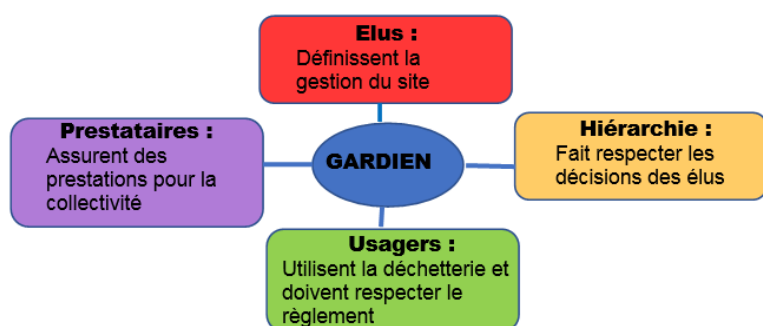 Elus :
Définissent la
gestion du site
Prestataires :
Assurent des
prestations pour la
collectivité
GARDIEN
Hiérarchie :
Fait respecter les
décisions des élus
Usagers :
Utilisent la déchetterie et
doivent respecter le
règlement